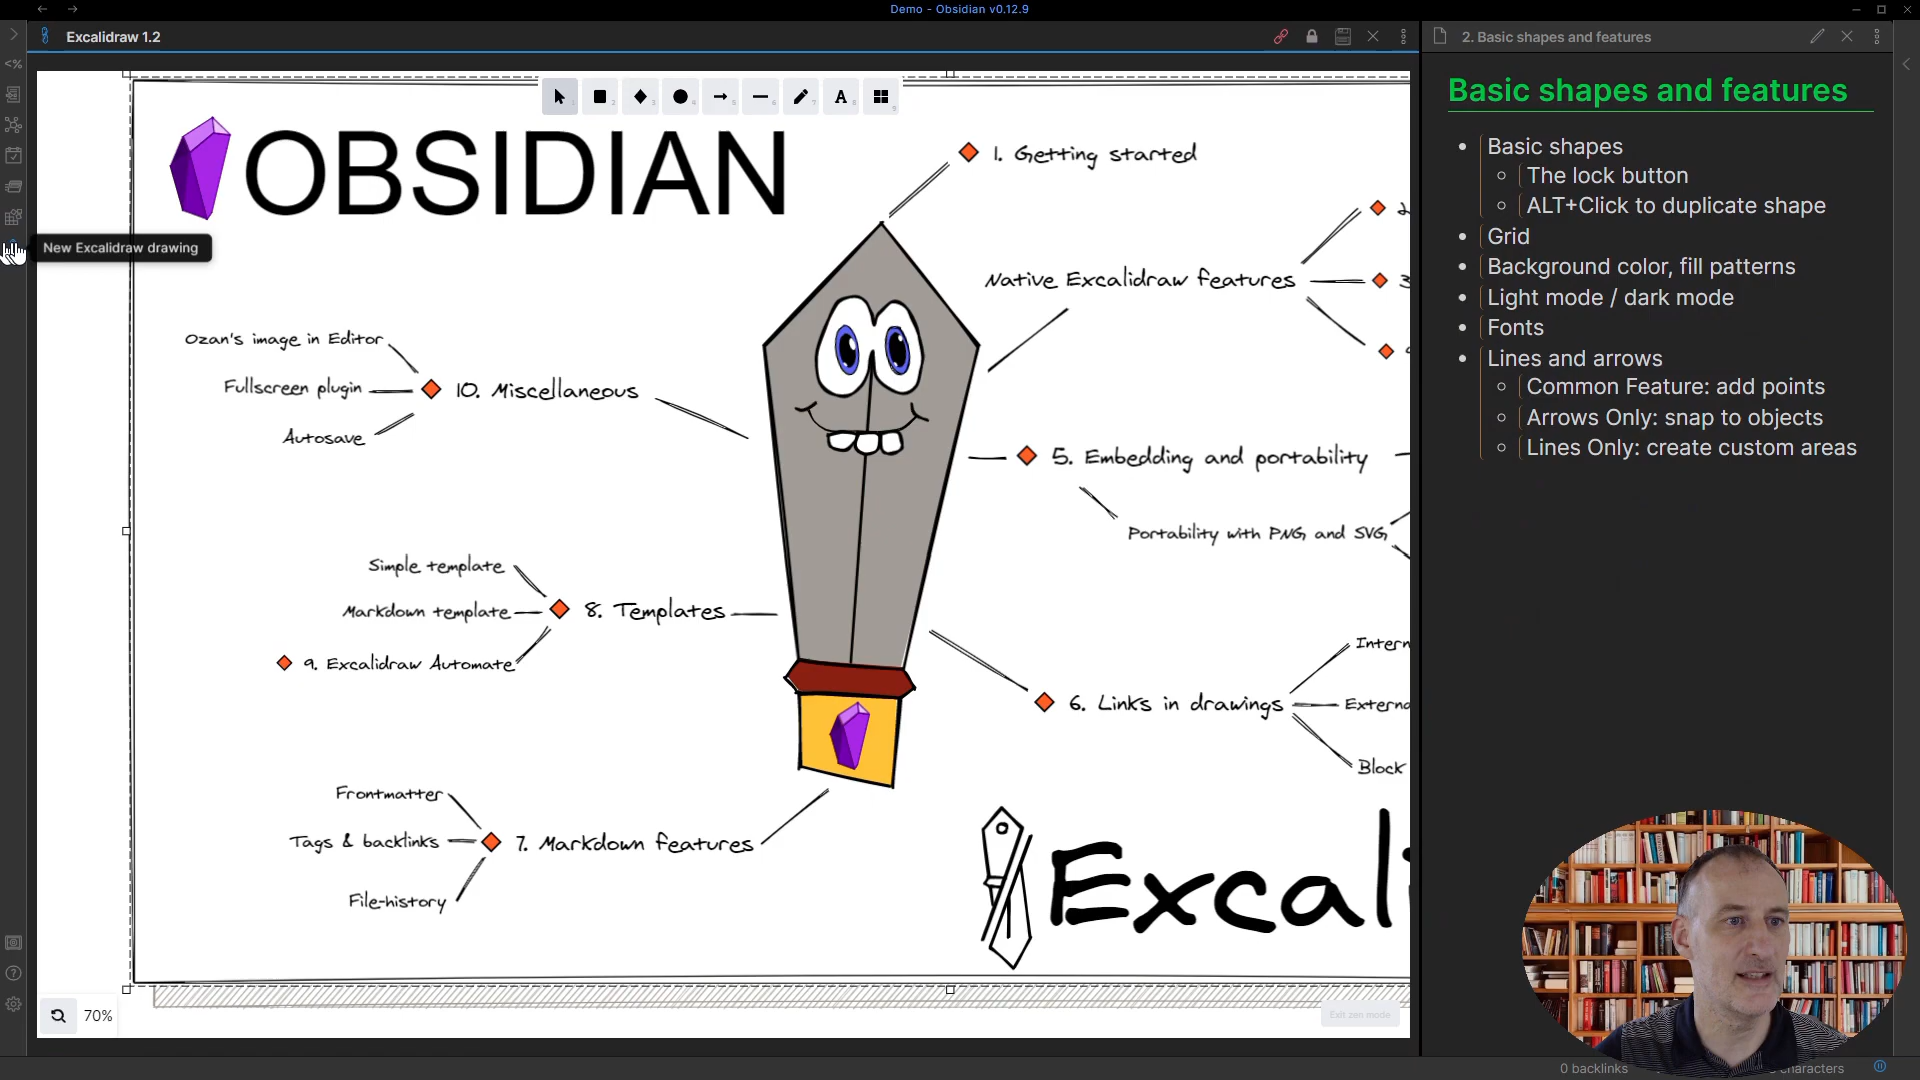 Demo - Obsidian v0.12.9
Excalidraw 1.2
2. Basic shapes and features
New Excalidraw drawing
OBSIDIAN
1. Getting started
Native Excalidraw features
Ozan's image in Editor
Fullscreen plugin
Autosave
10. Miscellaneous
5. Embedding and portability
Portability with PNG and SVG
Simple template
Markdown template
8. Templates
9. Excalidraw Automate
6. Links in drawings
Block
Frontmatter
Tags & backlinks
7. Markdown features
File-history
Excali
70%
Exit zen mode
Basic shapes and features
Basic shapes
The lock button
ALT+Click to duplicate shape
Grid
Background color, fill patterns
Light mode / dark mode
Fonts
Lines and arrows
Common Feature: add points
Arrows Only: snap to objects
Lines Only: create custom areas
0 backlinks
characters